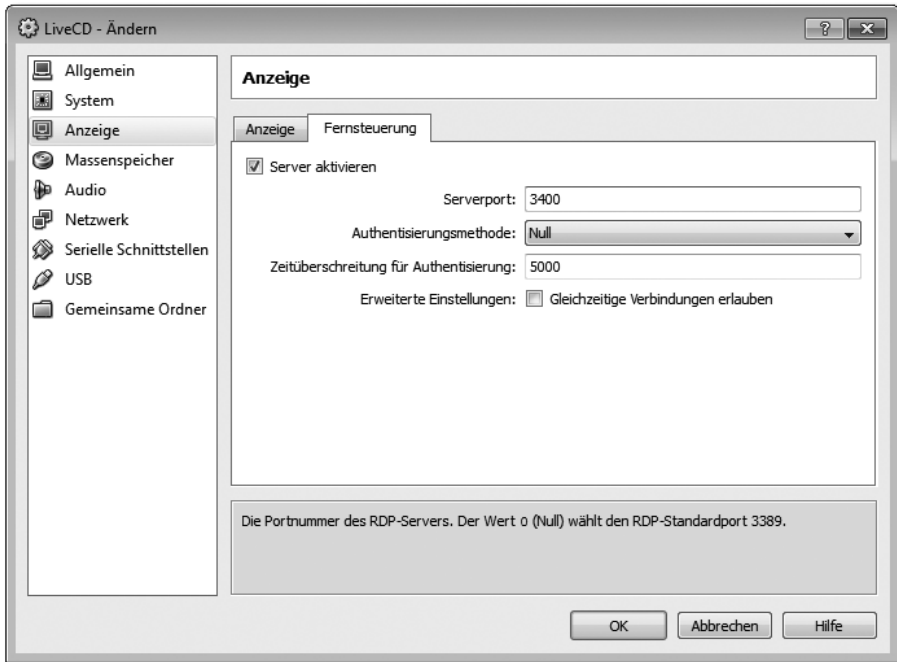 LiveCD - Ändern
Allgemein
System
Anzeige
Massenspeicher
Audio
Netzwerk
Serielle Schnittstellen
USB
Gemeinsame Ordner
Anzeige
Anzeige Fernsteuerung
Server aktivieren
Serverport: 3400
Authentisierungsmethode: Null
Zeitüberschreitung für Authentisierung: 5000
Erweiterte Einstellungen: Gleichzeitige Verbindungen erlauben
Die Portnummer des RDP-Servers. Der Wert 0 (Null) wählt den RDP-Standardport 3389.
OK Abbrechen Hilfe